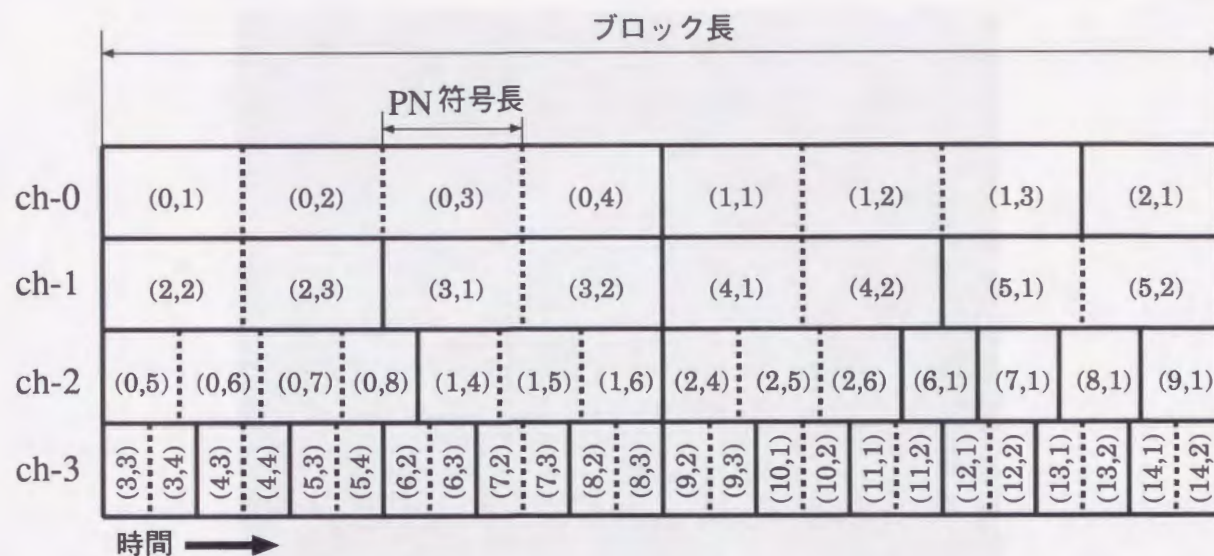 ブロック長
PN符号長
ch-0 (0,1) (0,2) (0,3) (0,4) (1,1) (1,2) (1,3) (2,1)
ch-1 (2,2) (2,3) (3,1) (3,2) (4,1) (4,2) (5,1) (5,2)
ch-2 (0,5) (0,6) (0,7) (0,8) (1,4) (1,5) (1,6) (2,4) (2,5) (2,6) (6,1) (7,1) (8,1) (9,1)
ch-3 (3,3) (3,4) (4,3) (4,4) (5,3) (5,4) (6,2) (6,3) (7,2) (7,3) (8,2) (8,3) (9,2) (9,3) (10,1) (10,2) (11,1) (11,2) (12,1) (12,2) (13,1) (13,2) (14,1) (14,2)
時間